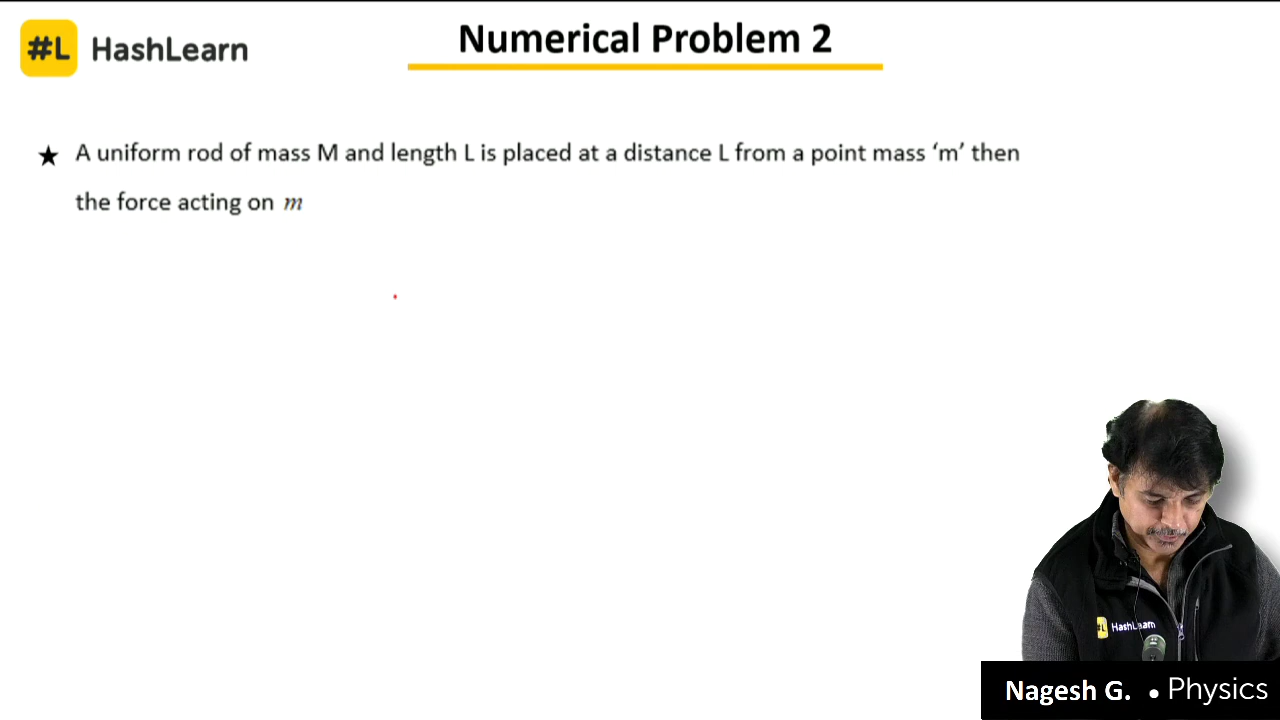 #L HashLearn
Numerical Problem 2
★ A uniform rod of mass M and length L is placed at a distance L from a point mass ‘m’ then
the force acting on m
#L HashLearn
Nagesh G. • Physics